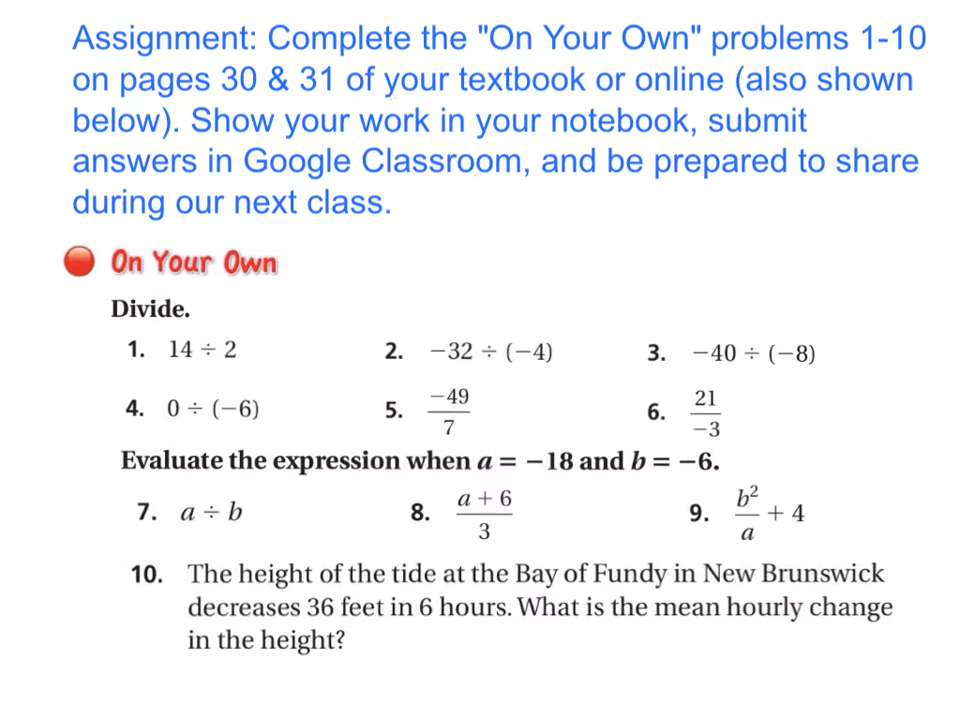 Assignment: Complete the "On Your Own" problems 1-10
on pages 30 & 31 of your textbook or online (also shown
below). Show your work in your notebook, submit
answers in Google Classroom, and be prepared to share
during our next class.
On Your Own
Divide.
1. 14 ÷ 2 2. −32 ÷ (−4) 3. −40 ÷ (−8)
4. 0 ÷ (−6) 5. −49/7 6. 21/−3
Evaluate the expression when a = −18 and b = −6.
7. a ÷ b 8. (a + 6)/3 9. b²/a + 4
10. The height of the tide at the Bay of Fundy in New Brunswick
decreases 36 feet in 6 hours. What is the mean hourly change
in the height?